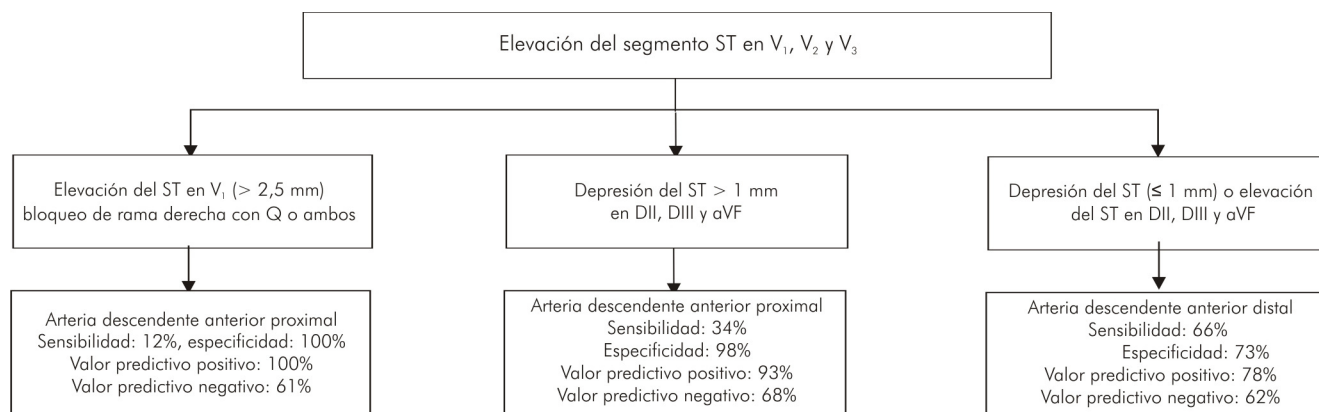 Elevación del segmento ST en V₁, V₂ y V₃
Elevación del ST en V₁ (> 2,5 mm)
bloqueo de rama derecha con Q o ambos
Depresión del ST > 1 mm
en DII, DIII y aVF
Depresión del ST (≤ 1 mm) o elevación
del ST en DII, DIII y aVF
Arteria descendente anterior proximal
Sensibilidad: 12%, especificidad: 100%
Valor predictivo positivo: 100%
Valor predictivo negativo: 61%
Arteria descendente anterior proximal
Sensibilidad: 34%
Especificidad: 98%
Valor predictivo positivo: 93%
Valor predictivo negativo: 68%
Arteria descendente anterior distal
Sensibilidad: 66%
Especificidad: 73%
Valor predictivo positivo: 78%
Valor predictivo negativo: 62%